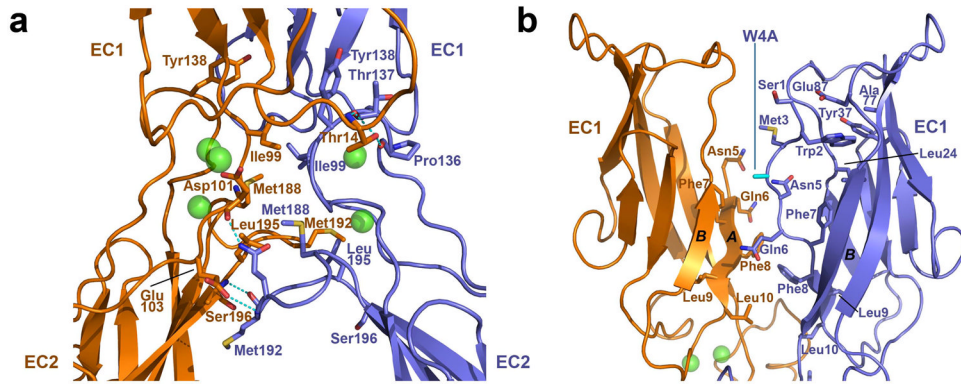 a
EC1
EC1
Tyr138
Tyr138
Thr137
Thr14
Ile99
Ile99
Pro136
Asp101
Met188
Met188
Met192
Leu195
Leu
195
Glu
103
Ser196
Ser196
Met192
EC2
EC2
b
W4A
EC1
EC1
Ser1
Glu87
Ala
77
Met3
Tyr37
Trp2
Leu24
Asn5
Asn5
Phe7
Gln6
Phe7
B
A
Gln6
B
Phe8
Phe8
Leu9
Leu10
Leu9
Leu10